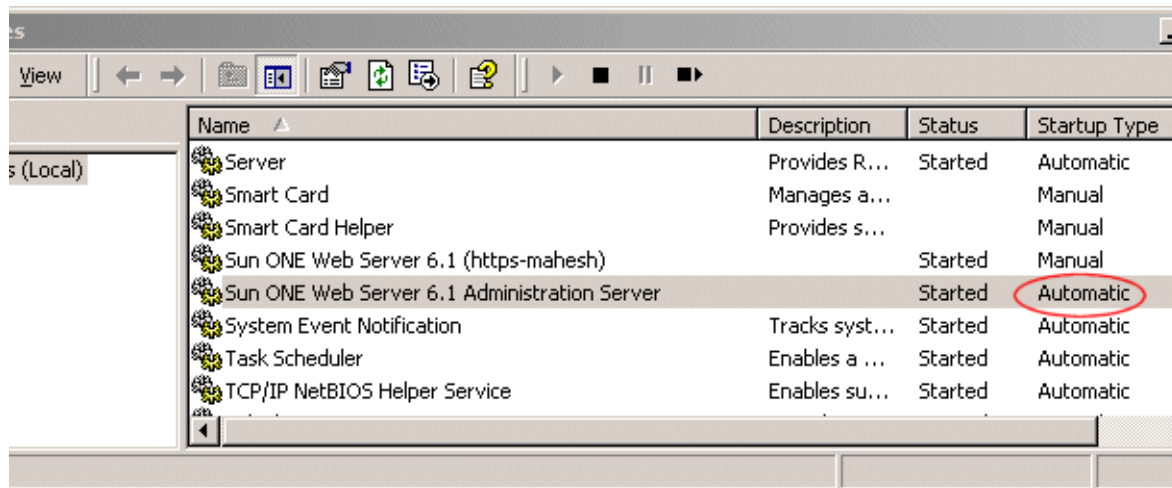 es
View
Name Description Status Startup Type
s (Local)
Server Provides R... Started Automatic
Smart Card Manages a... Manual
Smart Card Helper Provides s... Manual
Sun ONE Web Server 6.1 (https-mahesh) Started Manual
Sun ONE Web Server 6.1 Administration Server Started Automatic
System Event Notification Tracks syst... Started Automatic
Task Scheduler Enables a ... Started Automatic
TCP/IP NetBIOS Helper Service Enables su... Started Automatic